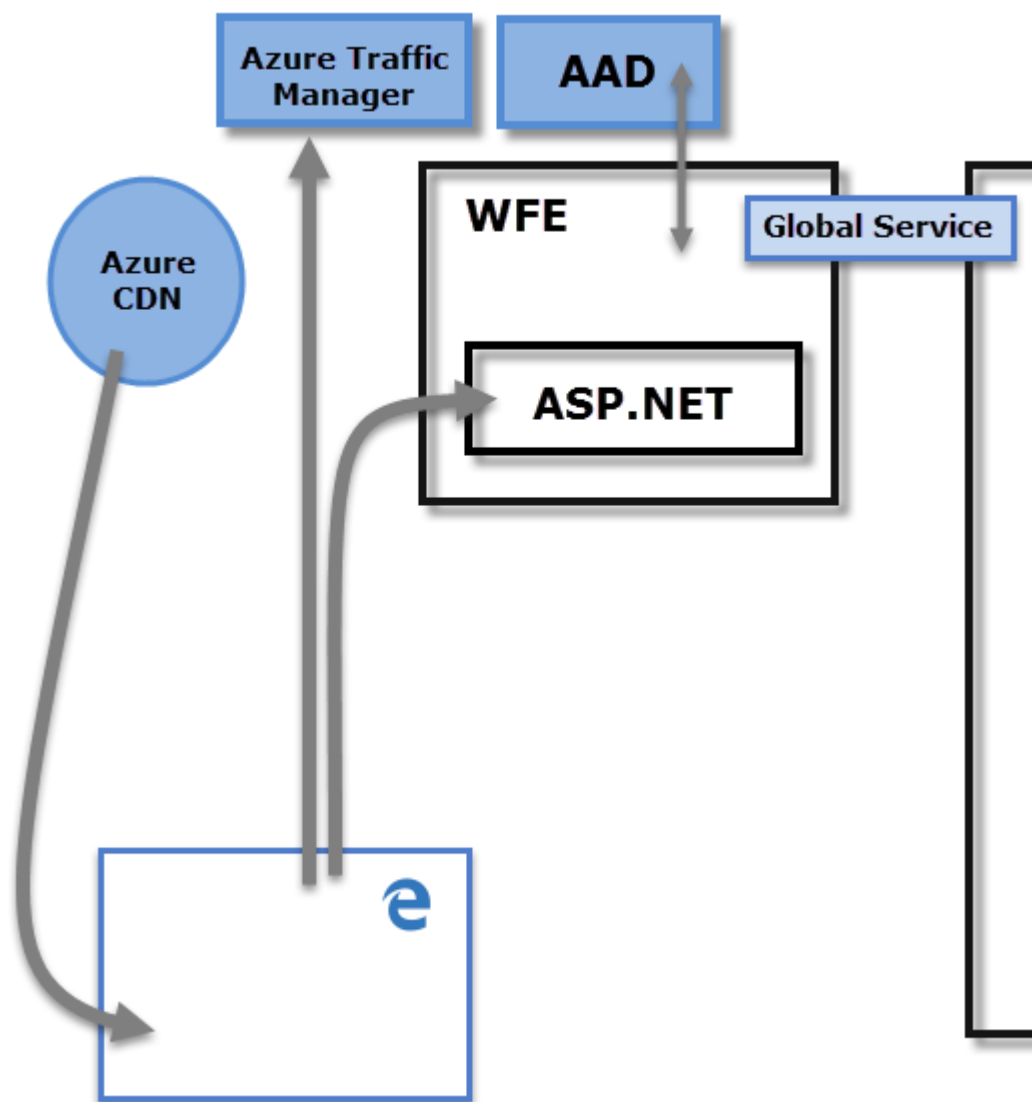 Azure Traffic
Manager
AAD
WFE
Global Service
Azure
CDN
ASP.NET